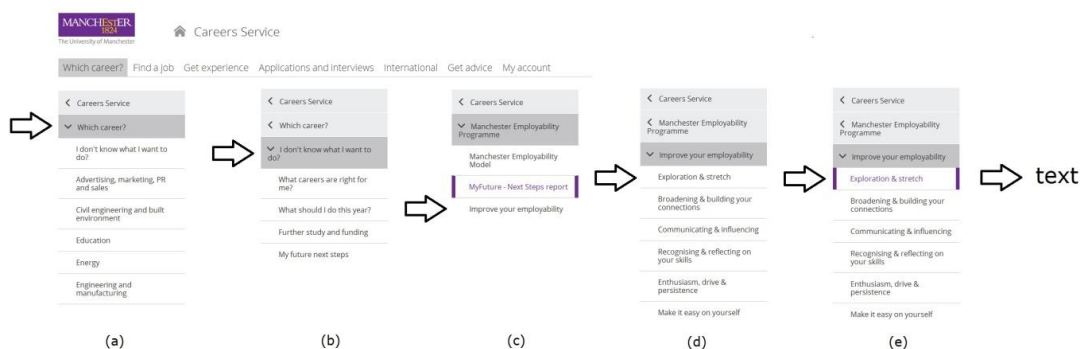 MANCHESTER
1824
The University of Manchester
Careers Service
Which career? Find a job Get experience Applications and interviews International Get advice My account
Careers Service
Which career?
I don't know what I want to
do?
Advertising, marketing, PR
and sales
Civil engineering and built
environment
Education
Energy
Engineering and
manufacturing
(a)
Careers Service
Which career?
I don't know what I want to
do?
What careers are right for
me?
What should I do this year?
Further study and funding
My future next steps
(b)
Careers Service
Manchester Employability
Programme
Manchester Employability
Model
MyFuture - Next Steps report
Improve your employability
(c)
Careers Service
Manchester Employability
Programme
Improve your employability
Exploration & stretch
Broadening & building your
connections
Communicating & influencing
Recognising & reflecting on
your skills
Enthusiasm, drive &
persistence
Make it easy on yourself
(d)
Careers Service
Manchester Employability
Programme
Improve your employability
Exploration & stretch
Broadening & building your
connections
Communicating & influencing
Recognising & reflecting on
your skills
Enthusiasm, drive &
persistence
Make it easy on yourself
(e)
text